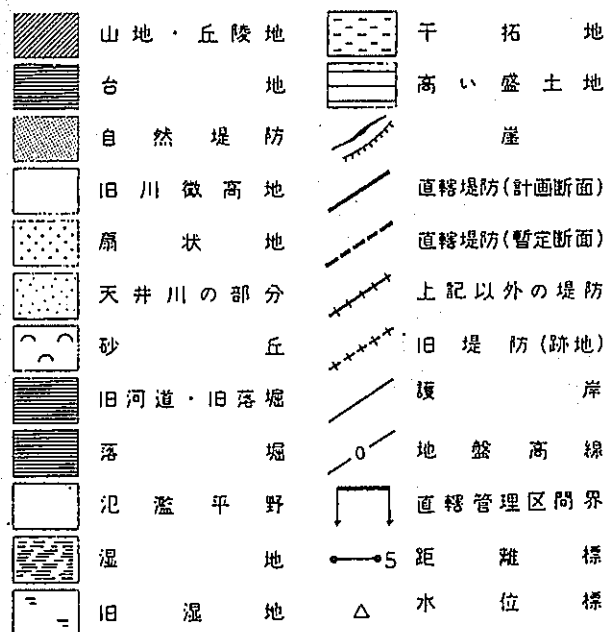 山地・丘陵地
台地
自然堤防
旧川微高地
扇状地
天井川の部分
砂丘
旧河道・旧落堀
落堀
氾濫平野
湿地
旧湿地
干拓地
高い盛土地
崖
直轄堤防(計画断面)
直轄堤防(暫定断面)
上記以外の堤防
旧堤防(跡地)
護岸
0 地盤高線
直轄管理区間界
5 距離標
水位標